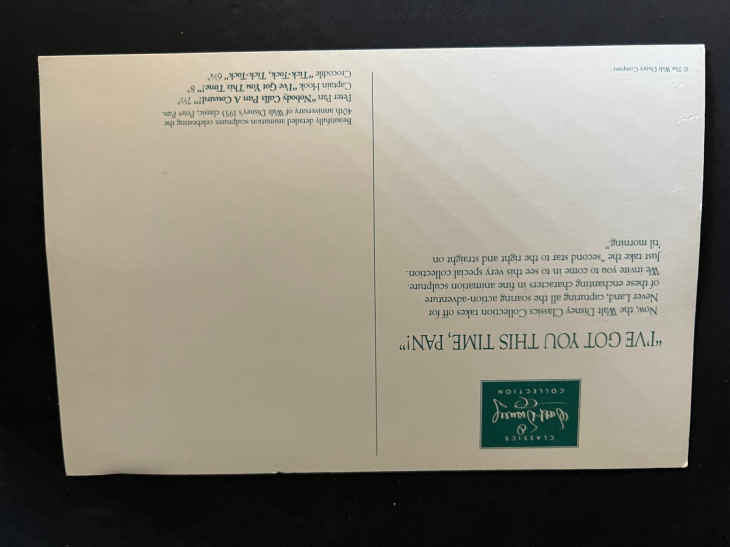 CLASSICS
Walt Disney
COLLECTION
"I'VE GOT YOU THIS TIME, PAN!"
Now, the Walt Disney Classics Collection takes off for
Never Land, capturing all the soaring action-adventure
of these enchanting characters in fine animation sculpture.
We invite you to come in to see this very special collection.
Just take the "second star to the right and straight on
'til morning."
© The Walt Disney Company
Beautifully detailed animation sculptures celebrating the
40th anniversary of Walt Disney's 1953 classic, Peter Pan.
Peter Pan "Nobody Calls Pan A Coward!" 7½"
Captain Hook "I've Got You This Time!" 8"
Crocodile "Tick-Tock, Tick-Tock" 6¼"